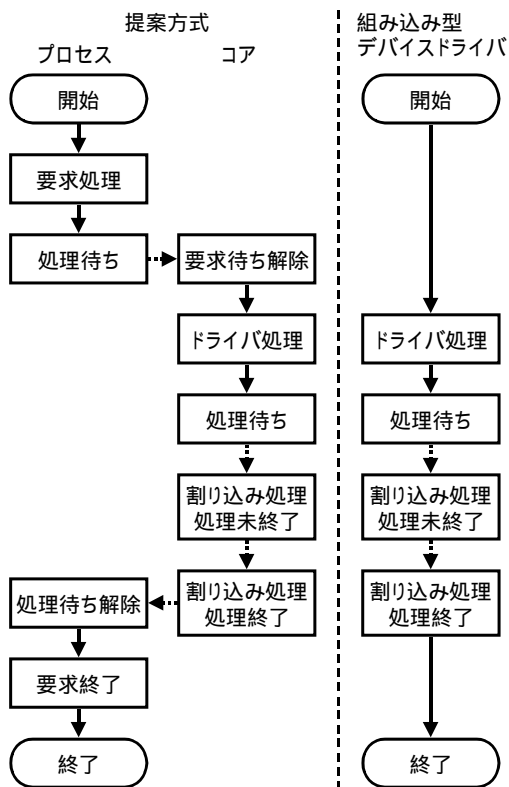 提案方式
プロセス
コア
開始
要求処理
処理待ち
要求待ち解除
ドライバ処理
処理待ち
割り込み処理
処理未終了
割り込み処理
処理終了
処理待ち解除
要求終了
終了
組み込み型
デバイスドライバ
開始
ドライバ処理
処理待ち
割り込み処理
処理未終了
割り込み処理
処理終了
終了